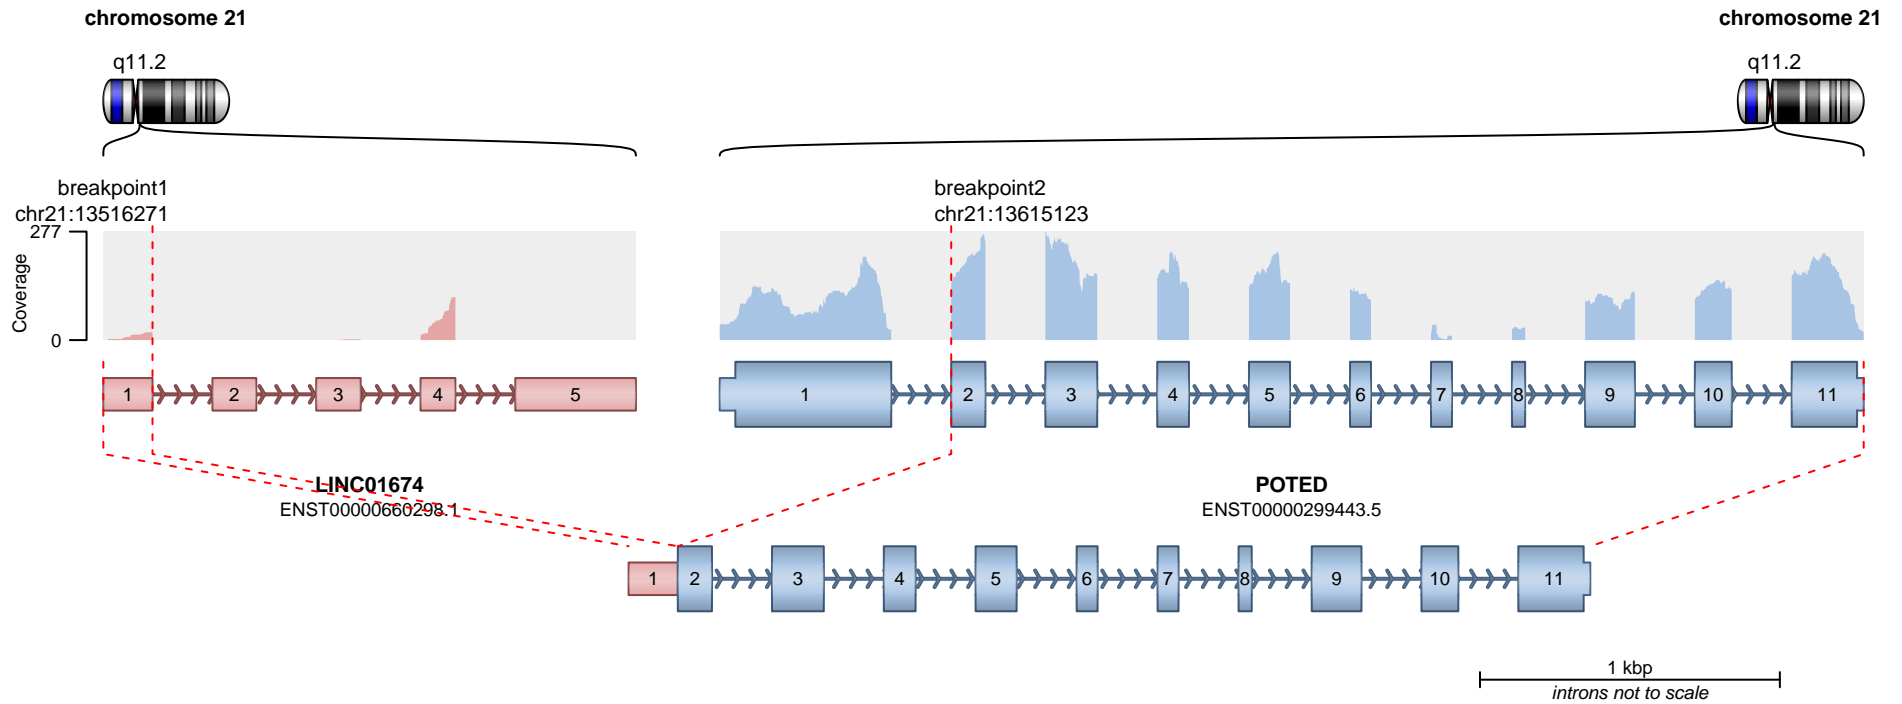 chromosome 21
chromosome 21
q11.2
q11.2
breakpoint1
chr21:13516271
breakpoint2
chr21:13615123
277
Coverage
0
1 2 3 4 5
1 2 3 4 5 6 7 8 9 10 11
LINC01674
ENST00000660298.1
POTED
ENST00000299443.5
1 2 3 4 5 6 7 8 9 10 11
1 kbp
introns not to scale